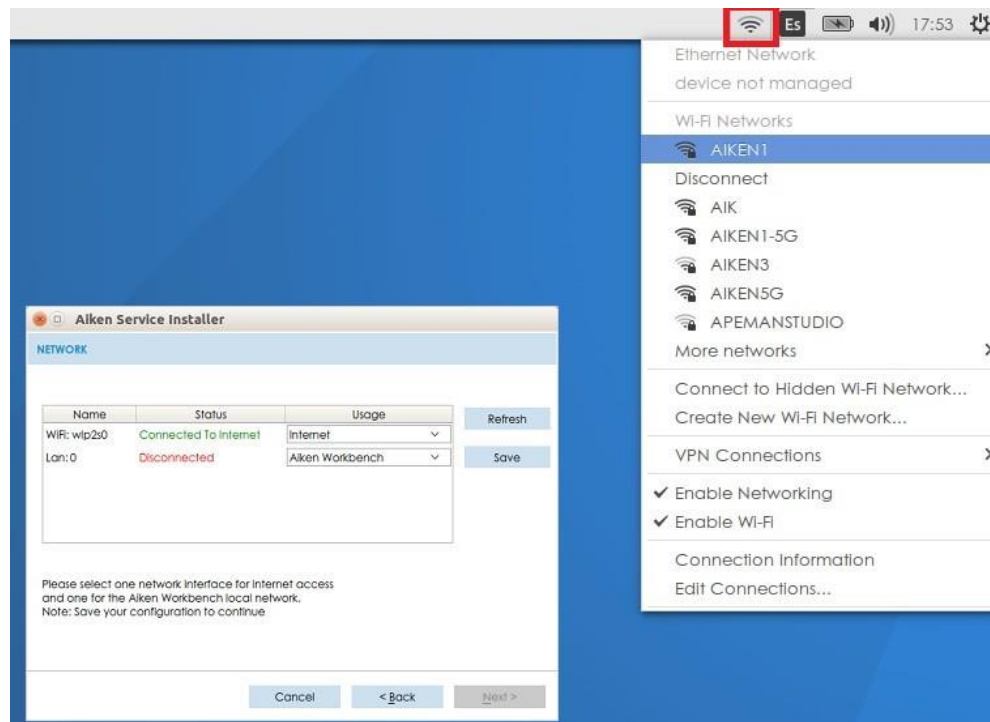 Es 17:53
Ethernet Network
device not managed
Wi-Fi Networks
AIKEN1
Disconnect
AIK
AIKEN1-5G
AIKEN3
AIKEN5G
APEMANSTUDIO
More networks
Connect to Hidden Wi-Fi Network...
Create New Wi-Fi Network...
VPN Connections
Enable Networking
Enable Wi-Fi
Connection Information
Edit Connections...
Aiken Service Installer
NETWORK
Name Status Usage
WiFi: wlp2s0 Connected To Internet Internet
Lan: 0 Disconnected Aiken Workbench
Refresh
Save
Please select one network interface for internet access
and one for the Aiken Workbench local network.
Note: Save your configuration to continue
Cancel < Back Next >